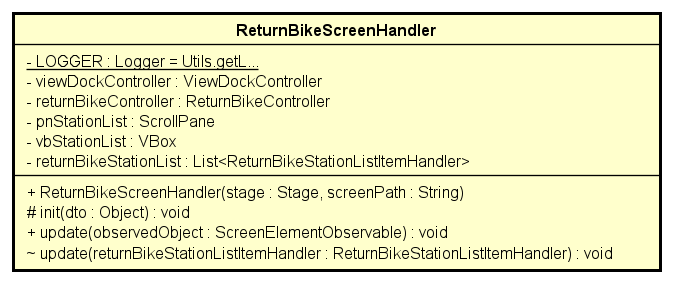 ReturnBikeScreenHandler
- LOGGER : Logger = Utils.getL...
- viewDockController : ViewDockController
- returnBikeController : ReturnBikeController
- pnStationList : ScrollPane
- vbStationList : VBox
- returnBikeStationList : List<ReturnBikeStationListItemHandler>
+ ReturnBikeScreenHandler(stage : Stage, screenPath : String)
# init(dto : Object) : void
+ update(observedObject : ScreenElementObservable) : void
~ update(returnBikeStationListItemHandler : ReturnBikeStationListItemHandler) : void